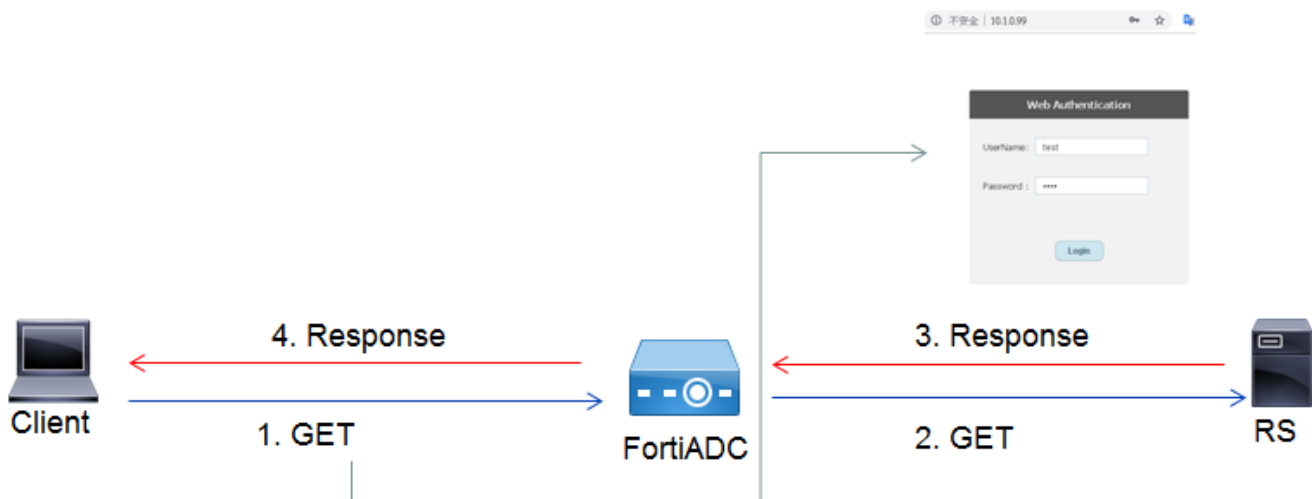 不安全 | 10.1.0.99
Web Authentication
UserName: test
Password : ••••
Login
4. Response
3. Response
Client
1. GET
FortiADC
2. GET
RS